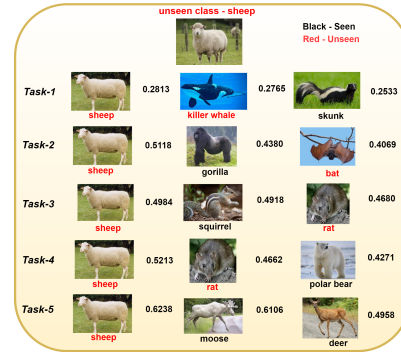 unseen class - sheep
Black - Seen
Red - Unseen
Task-1
0.2813
0.2765
0.2533
sheep
killer whale
skunk
Task-2
0.5118
0.4380
0.4069
sheep
gorilla
bat
Task-3
0.4984
0.4918
0.4680
sheep
squirrel
rat
Task-4
0.5213
0.4662
0.4271
sheep
rat
polar bear
Task-5
0.6238
0.6106
0.4958
sheep
moose
deer